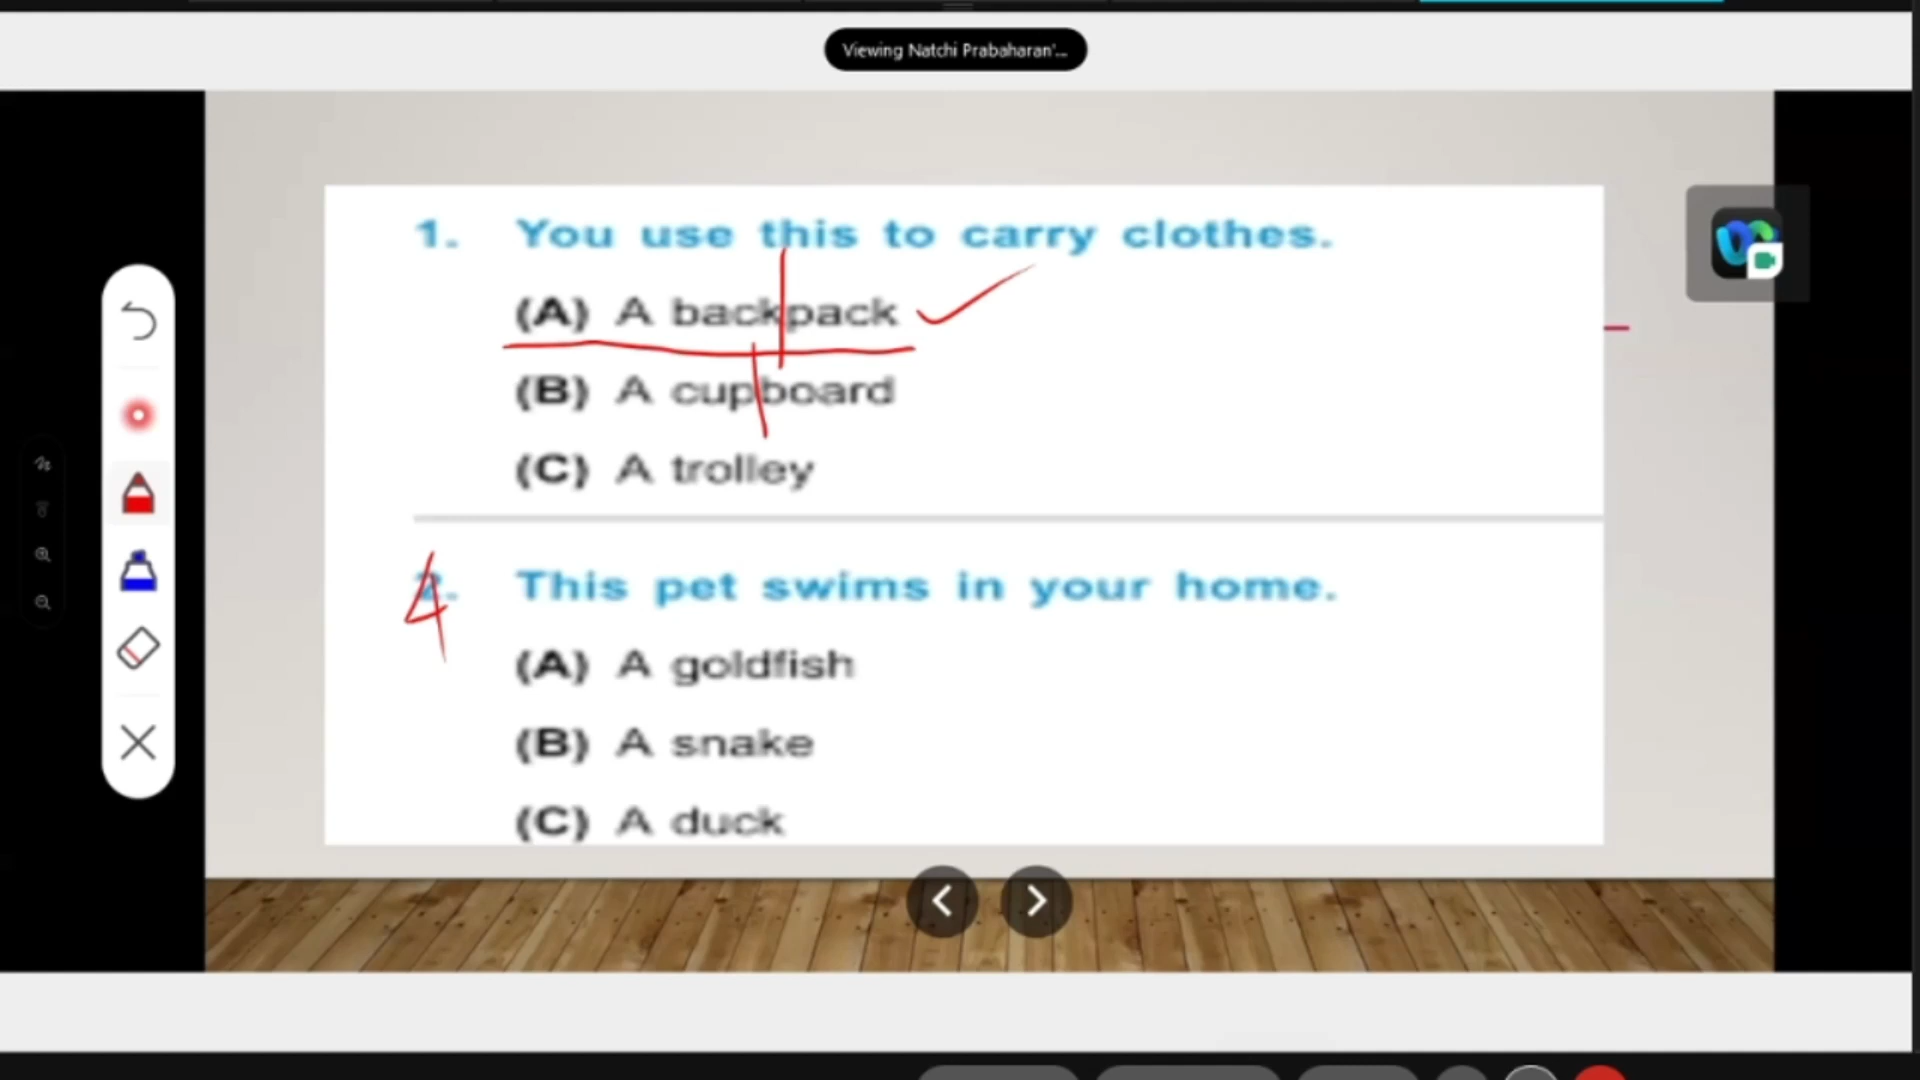 Viewing Natchi Prabaharan'...
1. You use this to carry clothes.
(A) A backpack
(B) A cupboard
(C) A trolley
4
2. This pet swims in your home.
(A) A goldfish
(B) A snake
(C) A duck